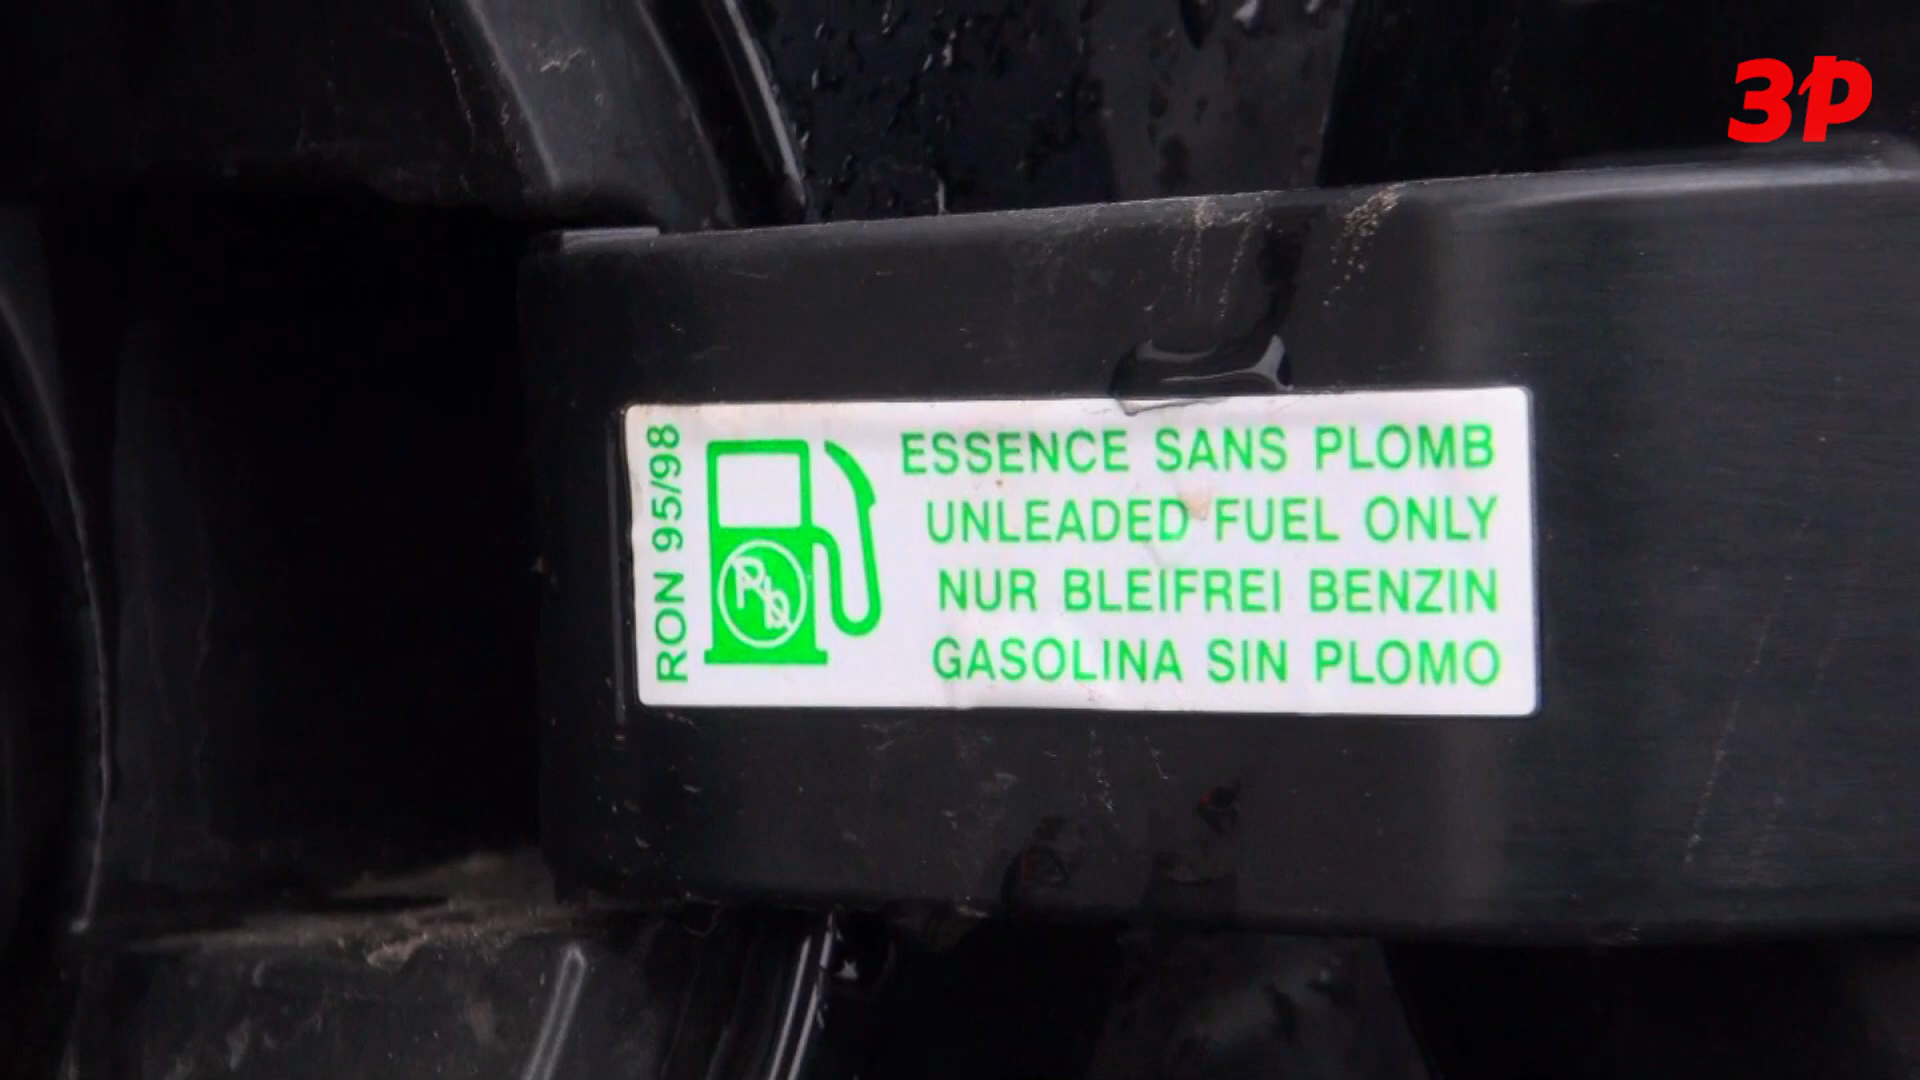 3P
RON 95/98
Pb
ESSENCE SANS PLOMB
UNLEADED FUEL ONLY
NUR BLEIFREI BENZIN
GASOLINA SIN PLOMO